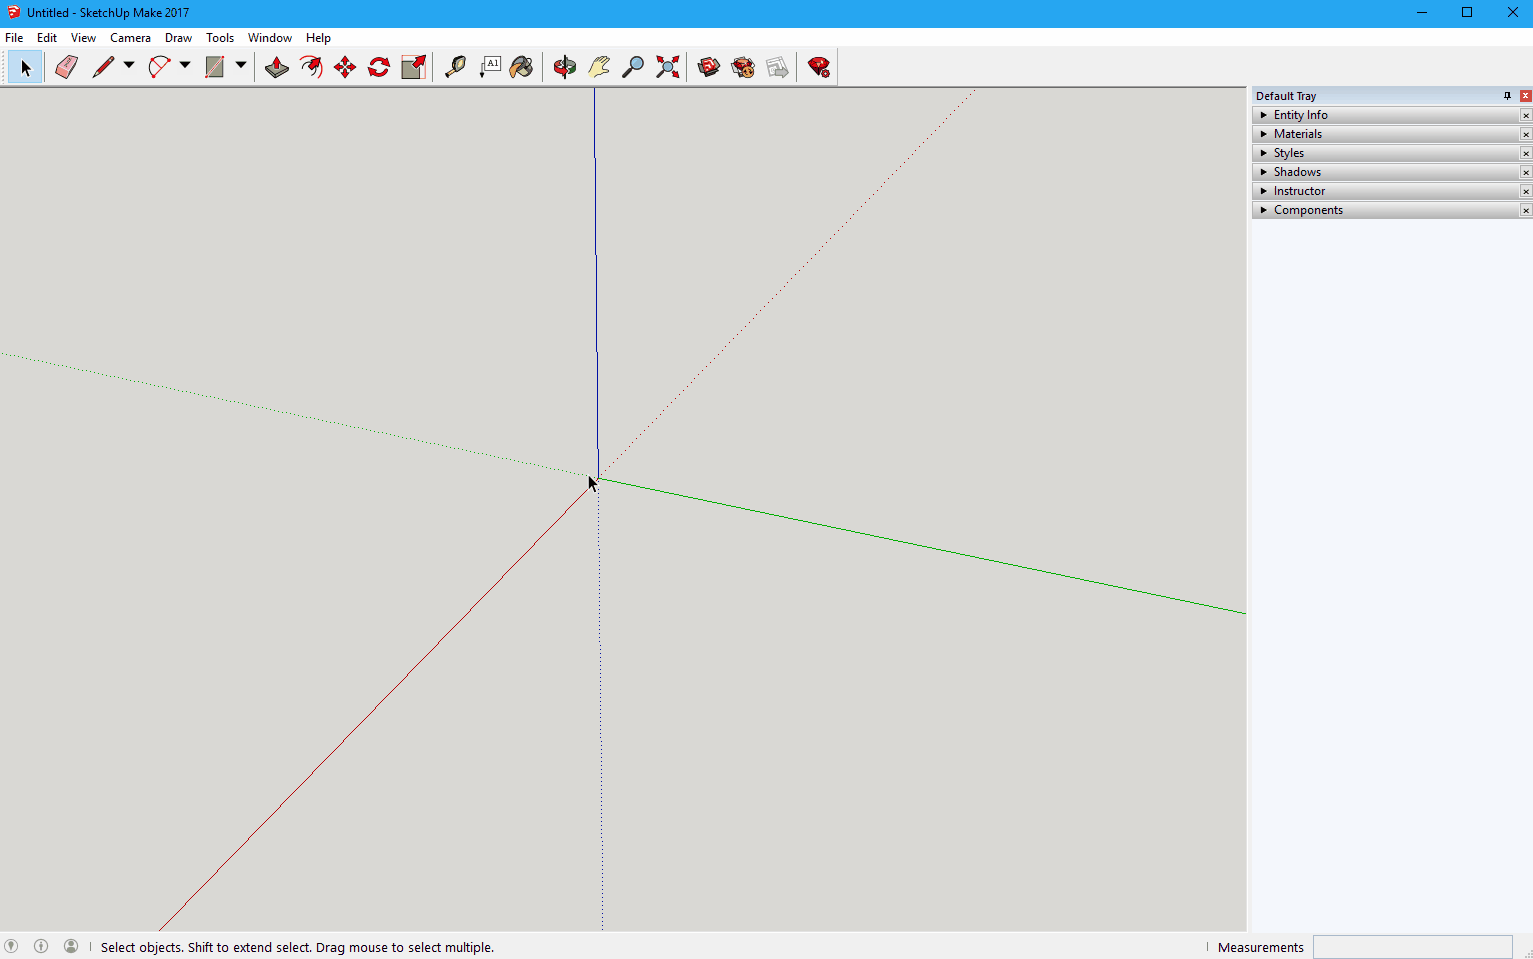 Untitled - SketchUp Make 2017
File Edit View Camera Draw Tools Window Help
A1
Default Tray
Entity Info
Materials
Styles
Shadows
Instructor
Components
Select objects. Shift to extend select. Drag mouse to select multiple.
Measurements